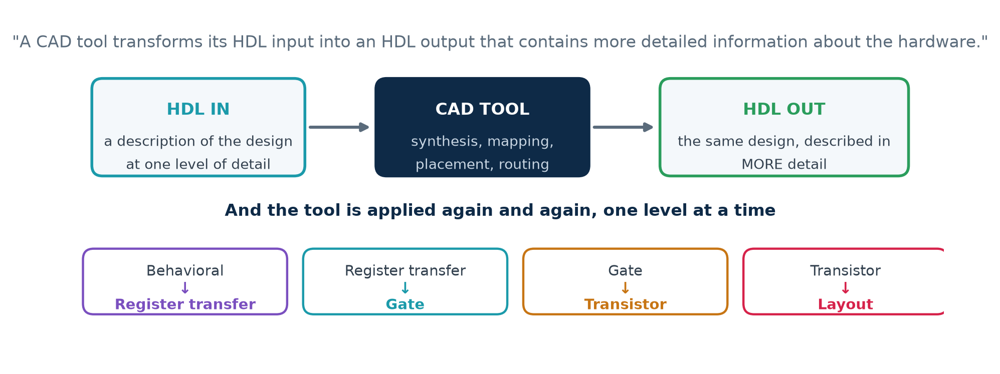 "A CAD tool transforms its HDL input into an HDL output that contains more detailed information about the hardware."
HDL IN
a description of the design
at one level of detail
CAD TOOL
synthesis, mapping,
placement, routing
HDL OUT
the same design, described in
MORE detail
And the tool is applied again and again, one level at a time
Behavioral
↓
Register transfer
Register transfer
↓
Gate
Gate
↓
Transistor
Transistor
↓
Layout